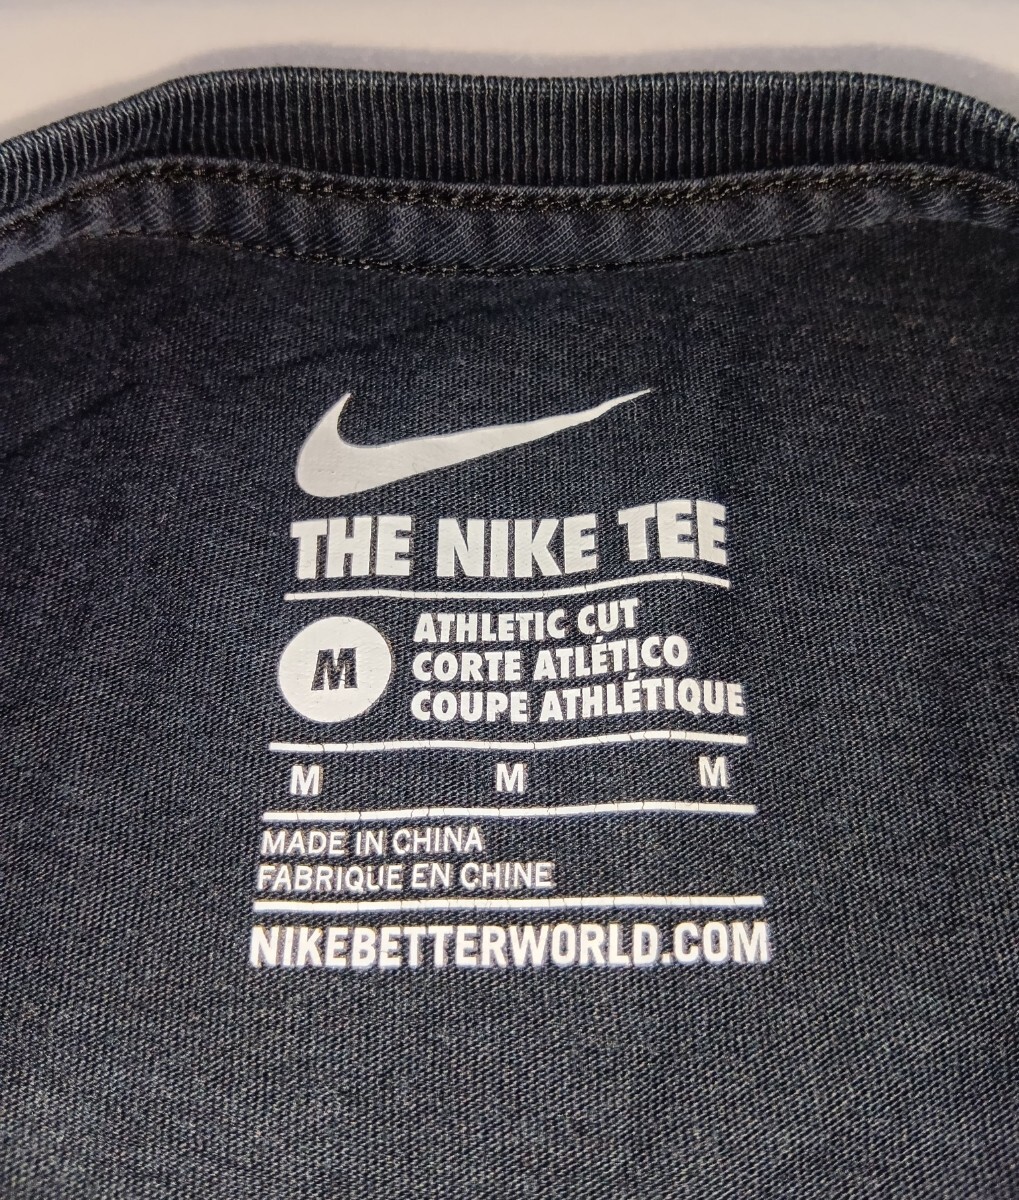 THE NIKE TEE
M
ATHLETIC CUT
CORTE ATLÉTICO
COUPE ATHLÉTIQUE
M M M
MADE IN CHINA
FABRIQUE EN CHINE
NIKEBETTERWORLD.COM